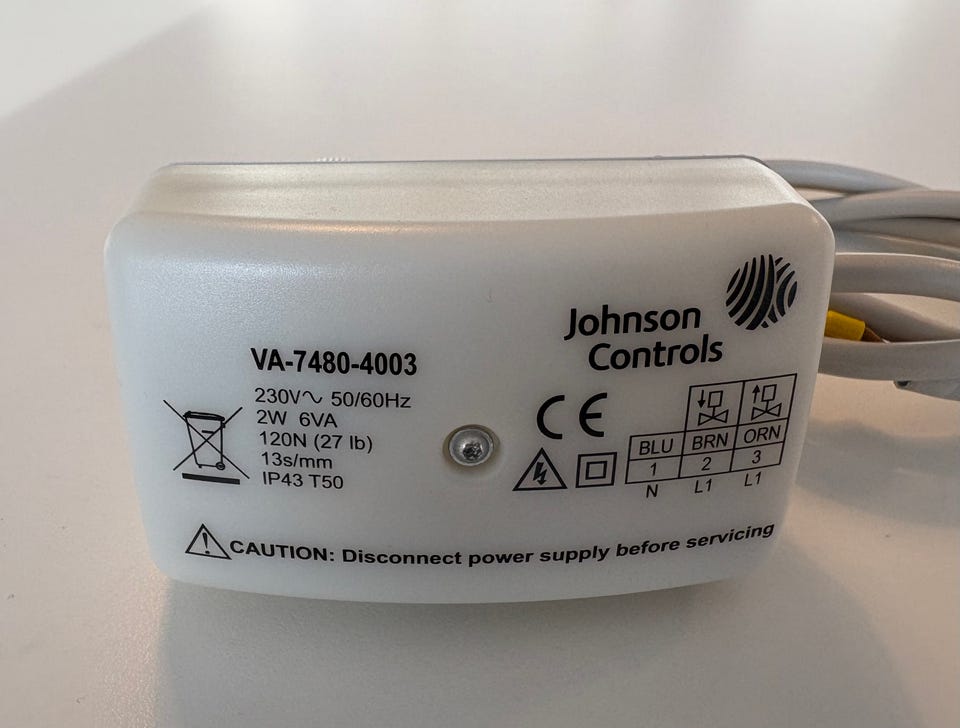 Johnson
Controls
VA-7480-4003
230V~ 50/60Hz
2W 6VA
120N (27 lb)
13s/mm
IP43 T50
CE
BLU BRN ORN
1 2 3
N L1 L1
CAUTION: Disconnect power supply before servicing